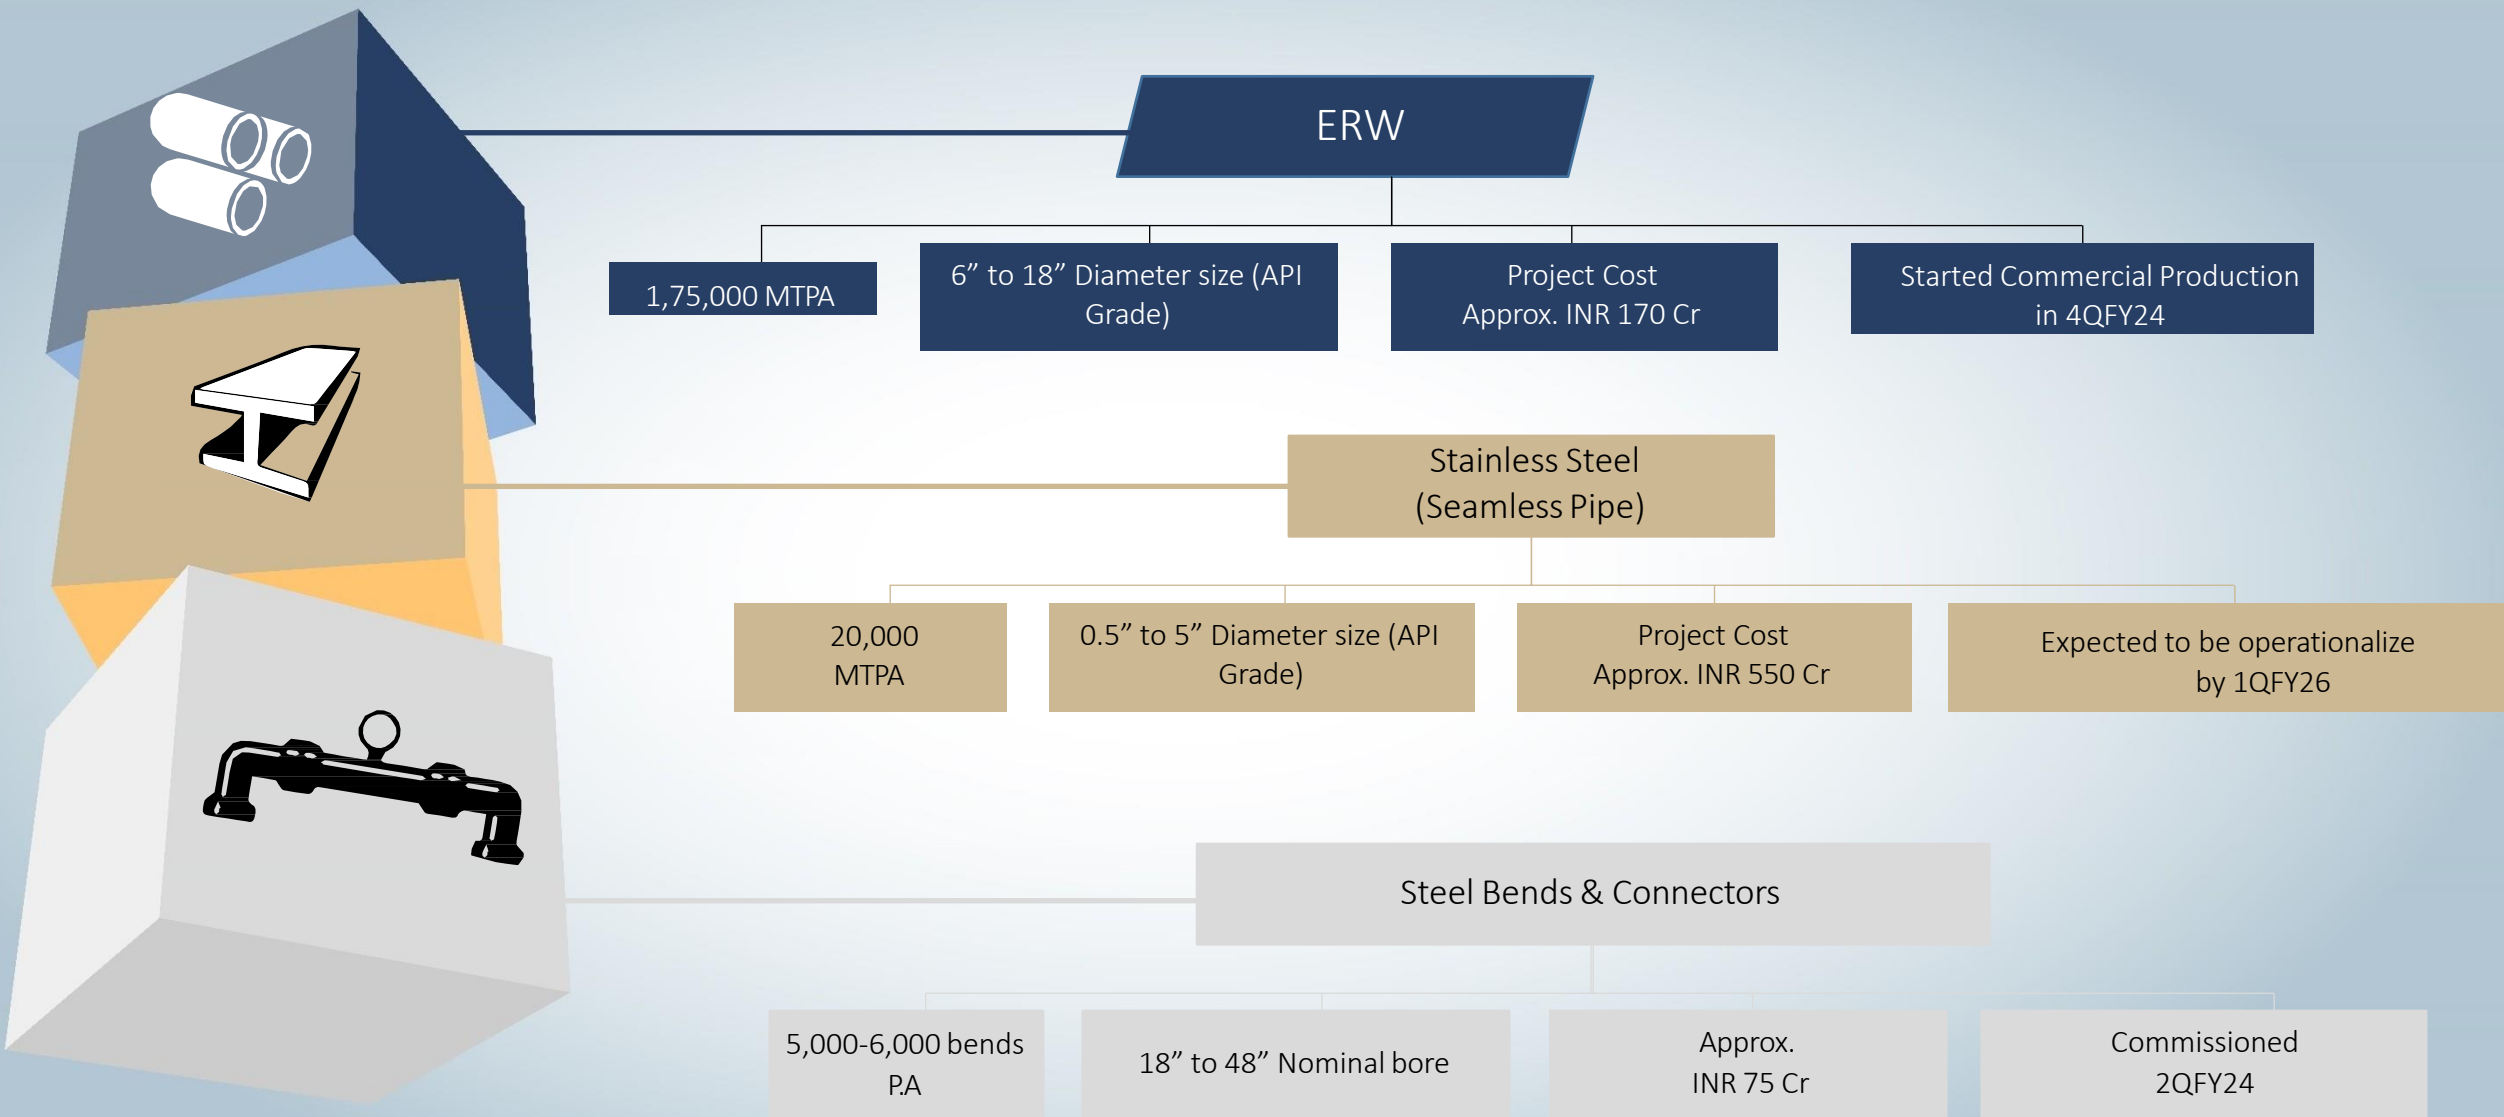 ERW
1,75,000 MTPA
6” to 18” Diameter size (API
Grade)
Project Cost
Approx. INR 170 Cr
Started Commercial Production
in 4QFY24
Stainless Steel
(Seamless Pipe)
20,000
MTPA
0.5” to 5” Diameter size (API
Grade)
Project Cost
Approx. INR 550 Cr
Expected to be operationalize
by 1QFY26
Steel Bends & Connectors
5,000-6,000 bends
P.A
18” to 48” Nominal bore
Approx.
INR 75 Cr
Commissioned
2QFY24